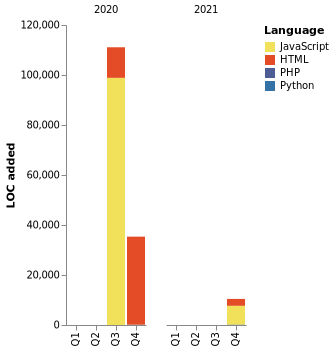 2020
2021
Language
JavaScript
HTML
PHP
Python
LOC added
120,000
100,000
80,000
60,000
40,000
20,000
0
Q1 Q2 Q3 Q4
Q1 Q2 Q3 Q4